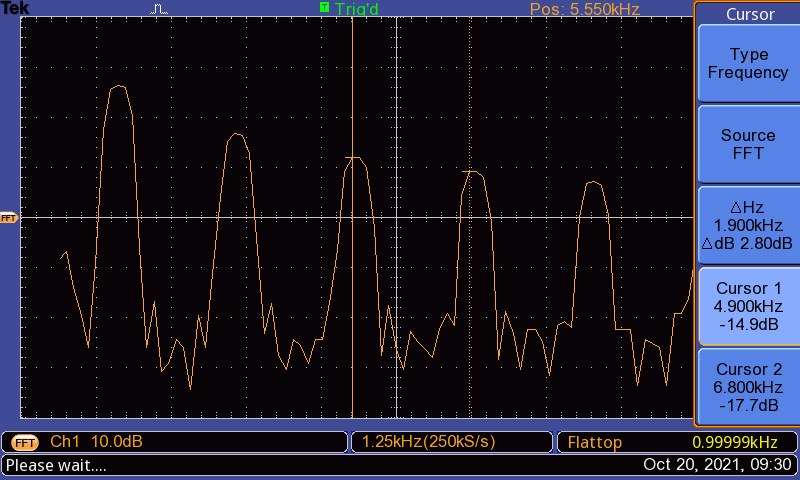 Tek T Trig'd Pos: 5.550kHz
Cursor
Type
Frequency
Source
FFT
△Hz
1.900kHz
△dB 2.80dB
Cursor 1
4.900kHz
-14.9dB
Cursor 2
6.800kHz
-17.7dB
FFT
FFT Ch1 10.0dB 1.25kHz(250kS/s) Flattop 0.99999kHz
Please wait.... Oct 20, 2021, 09:30